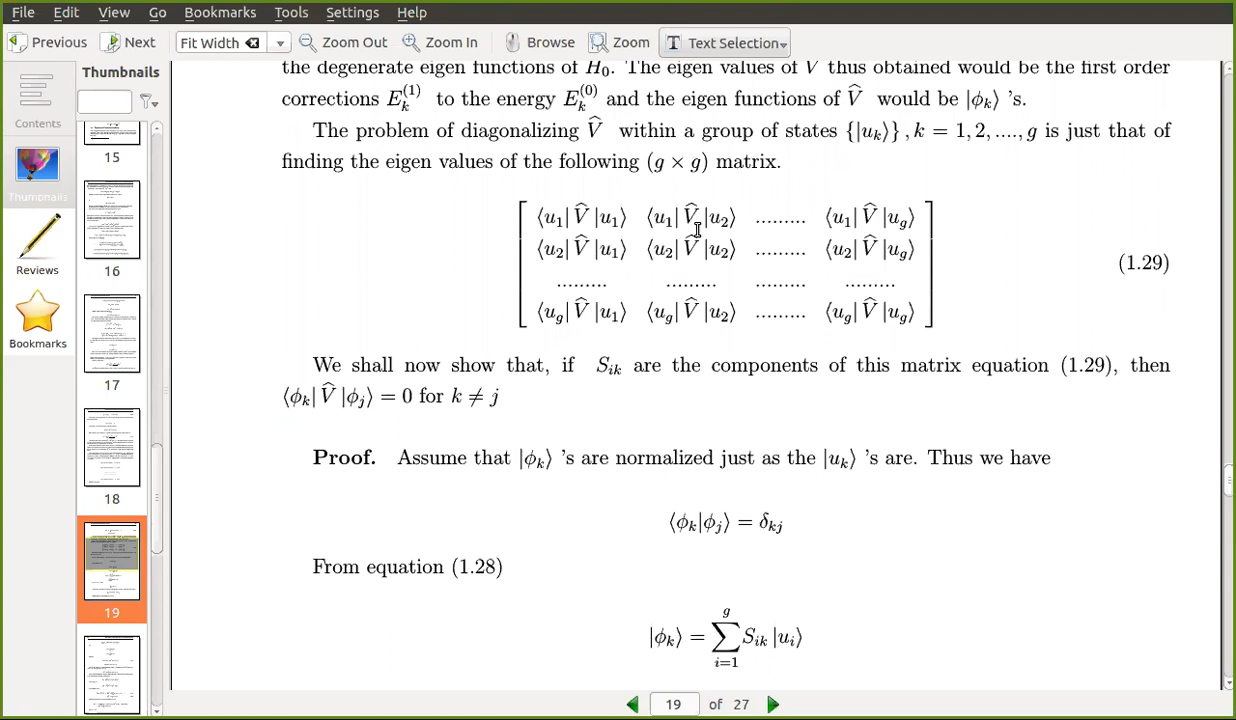 File Edit View Go Bookmarks Tools Settings Help
Previous Next Fit Width Zoom Out Zoom In Browse Zoom Text Selection
Thumbnails
Contents
Thumbnails
Reviews
Bookmarks
15
16
17
18
19
the degenerate eigen functions of H₀. The eigen values of V thus obtained would be the first order
corrections E_k^(1) to the energy E_k^(0) and the eigen functions of V̂ would be |ϕ_k⟩ 's.
The problem of diagonalizing V̂ within a group of states {|u_k⟩}, k = 1, 2, ...., g is just that of
finding the eigen values of the following (g × g) matrix.
⟨u₁| V̂ |u₁⟩ ⟨u₁| V̂ |u₂⟩ ......... ⟨u₁| V̂ |u_g⟩
⟨u₂| V̂ |u₁⟩ ⟨u₂| V̂ |u₂⟩ ......... ⟨u₂| V̂ |u_g⟩
......... ......... ......... .........
⟨u_g| V̂ |u₁⟩ ⟨u_g| V̂ |u₂⟩ ......... ⟨u_g| V̂ |u_g⟩
(1.29)
We shall now show that, if S_ik are the components of this matrix equation (1.29), then
⟨ϕ_k| V̂ |ϕ_j⟩ = 0 for k ≠ j
Proof. Assume that |ϕ_k⟩ 's are normalized just as the |u_k⟩ 's are. Thus we have
⟨ϕ_k|ϕ_j⟩ = δ_kj
From equation (1.28)
|ϕ_k⟩ = ∑_{i=1}^{g} S_ik |u_i⟩
19 of 27